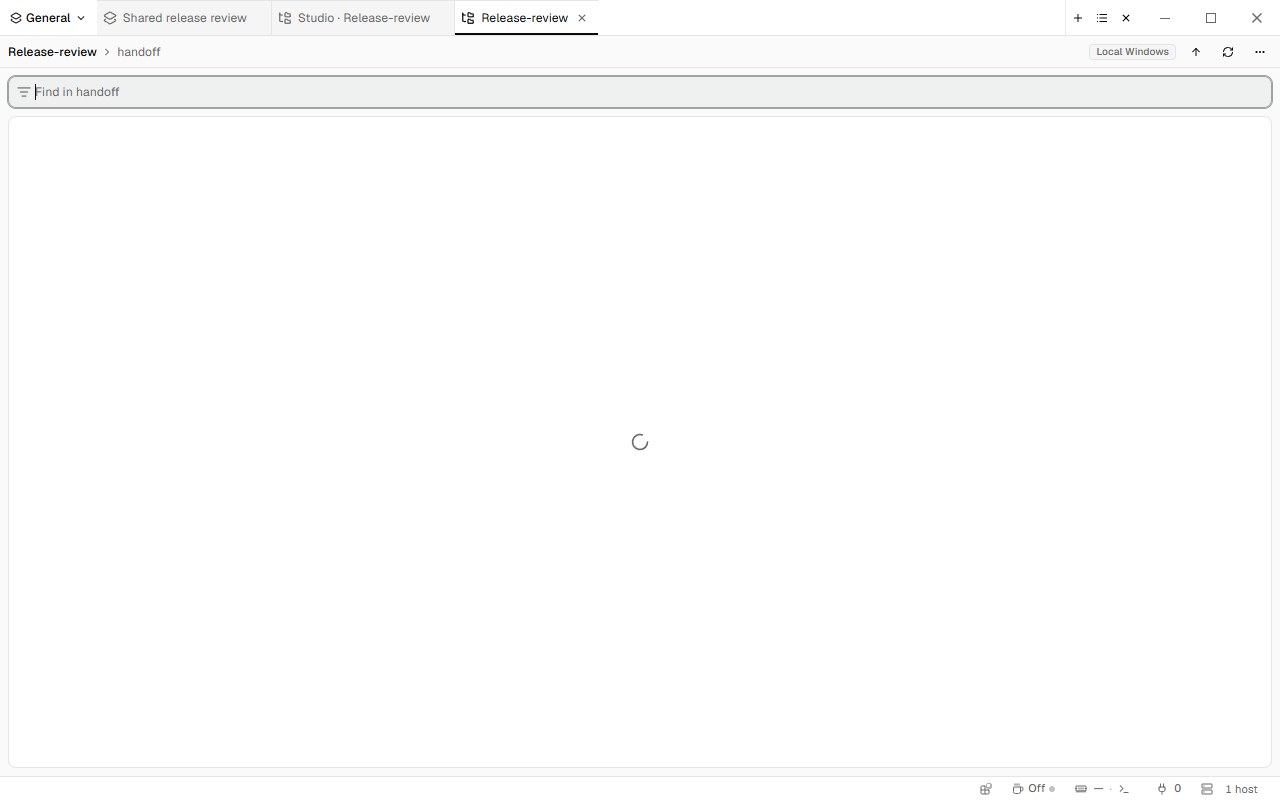 General
Shared release review
Studio · Release-review
Release-review
Release-review > handoff
Local Windows
Find in handoff
Off
— ·
0
1 host